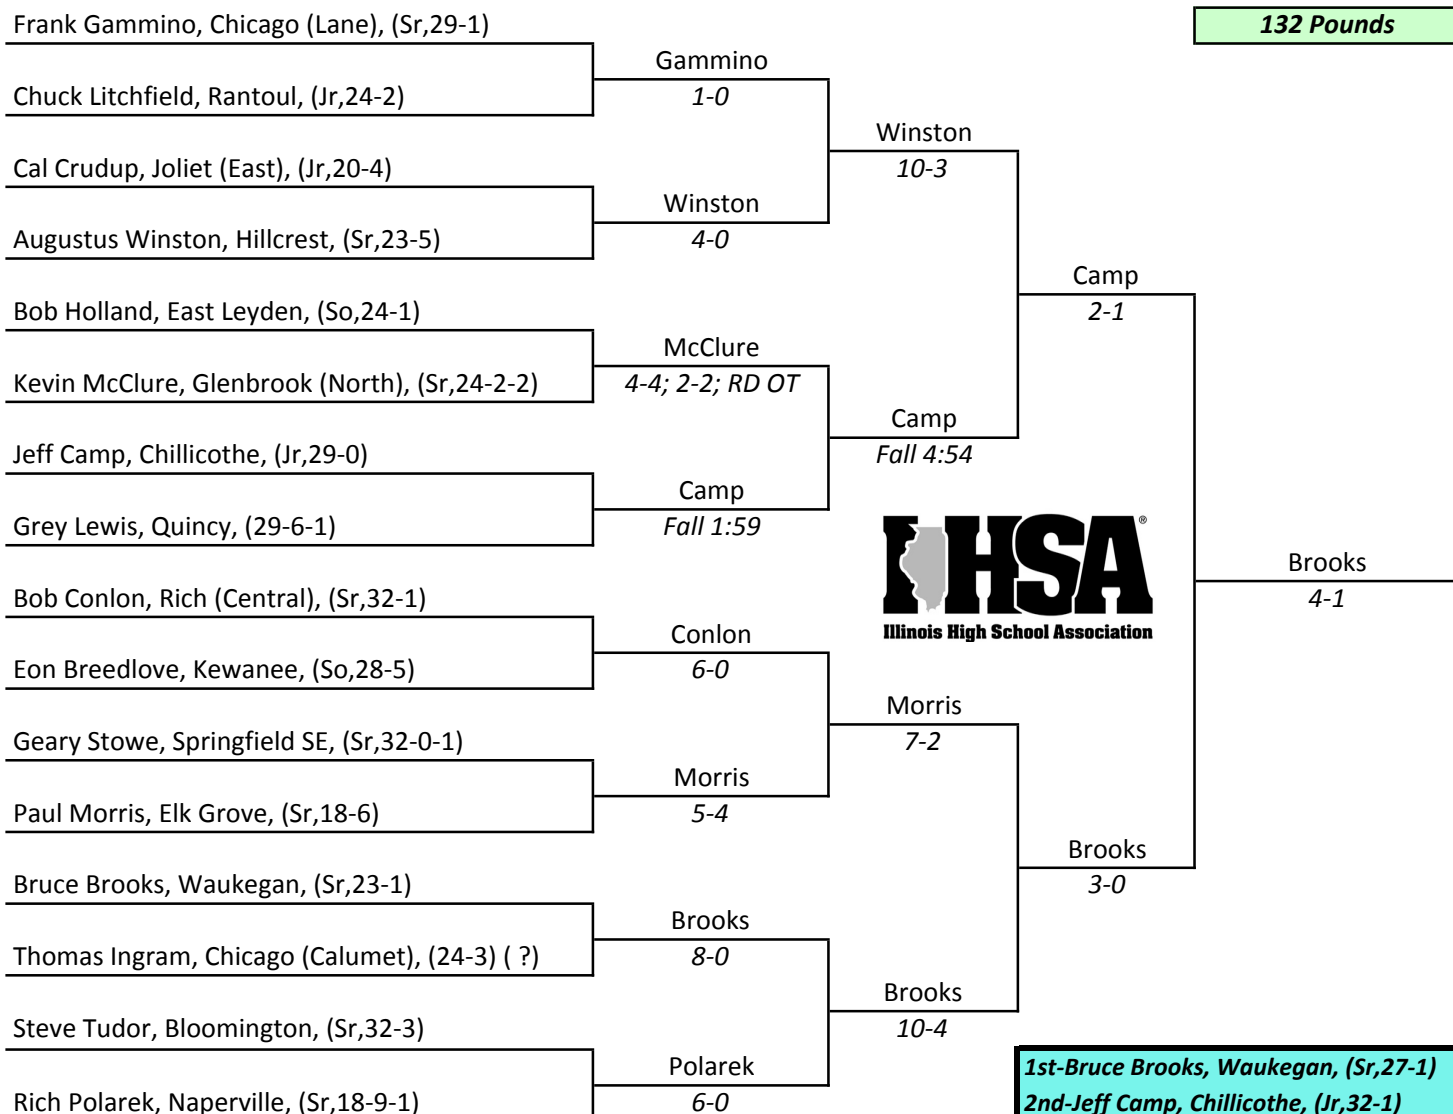 Frank Gammino, Chicago (Lane), (Sr,29-1)
132 Pounds
Gammino
1-0
Chuck Litchfield, Rantoul, (Jr,24-2)
Winston
10-3
Cal Crudup, Joliet (East), (Jr,20-4)
Winston
4-0
Augustus Winston, Hillcrest, (Sr,23-5)
Camp
2-1
Bob Holland, East Leyden, (So,24-1)
McClure
4-4; 2-2; RD OT
Kevin McClure, Glenbrook (North), (Sr,24-2-2)
Camp
Fall 4:54
Jeff Camp, Chillicothe, (Jr,29-0)
Camp
Fall 1:59
Grey Lewis, Quincy, (29-6-1)
IHSA®
Illinois High School Association
Brooks
4-1
Bob Conlon, Rich (Central), (Sr,32-1)
Conlon
6-0
Eon Breedlove, Kewanee, (So,28-5)
Morris
7-2
Geary Stowe, Springfield SE, (Sr,32-0-1)
Morris
5-4
Paul Morris, Elk Grove, (Sr,18-6)
Brooks
3-0
Bruce Brooks, Waukegan, (Sr,23-1)
Brooks
8-0
Thomas Ingram, Chicago (Calumet), (24-3) ( ?)
Brooks
10-4
Steve Tudor, Bloomington, (Sr,32-3)
Polarek
6-0
Rich Polarek, Naperville, (Sr,18-9-1)
1st-Bruce Brooks, Waukegan, (Sr,27-1)
2nd-Jeff Camp, Chillicothe, (Jr,32-1)